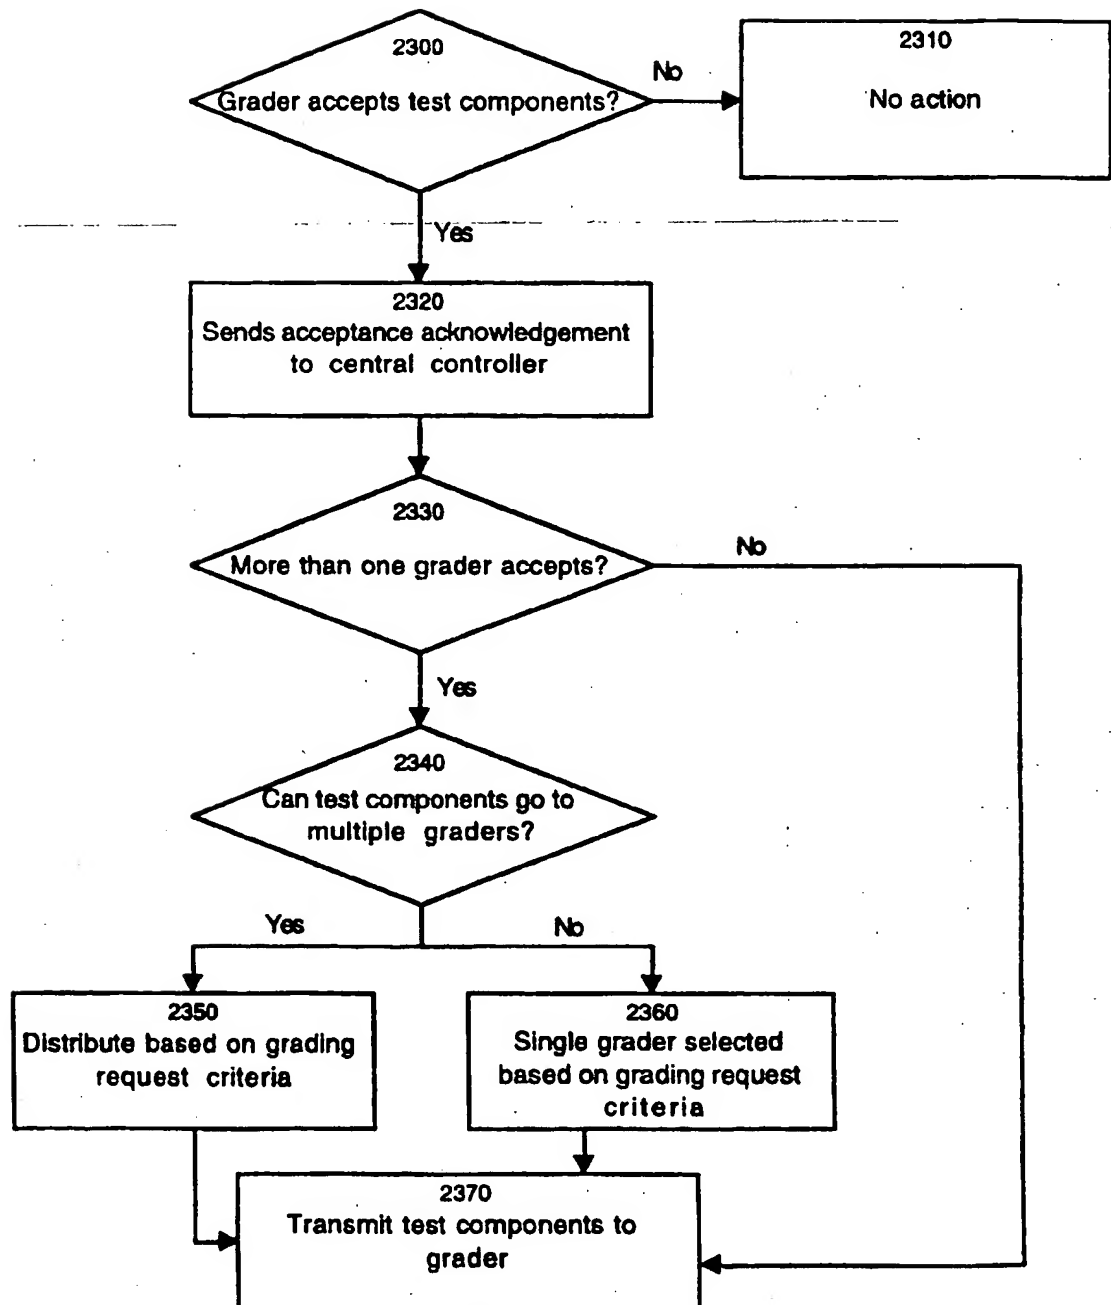 2300
Grader accepts test components?
No
2310
No action
Yes
2320
Sends acceptance acknowledgement
to central controller
2330
More than one grader accepts?
No
Yes
2340
Can test components go to
multiple graders?
Yes
No
2350
Distribute based on grading
request criteria
2360
Single grader selected
based on grading request
criteria
2370
Transmit test components to
grader